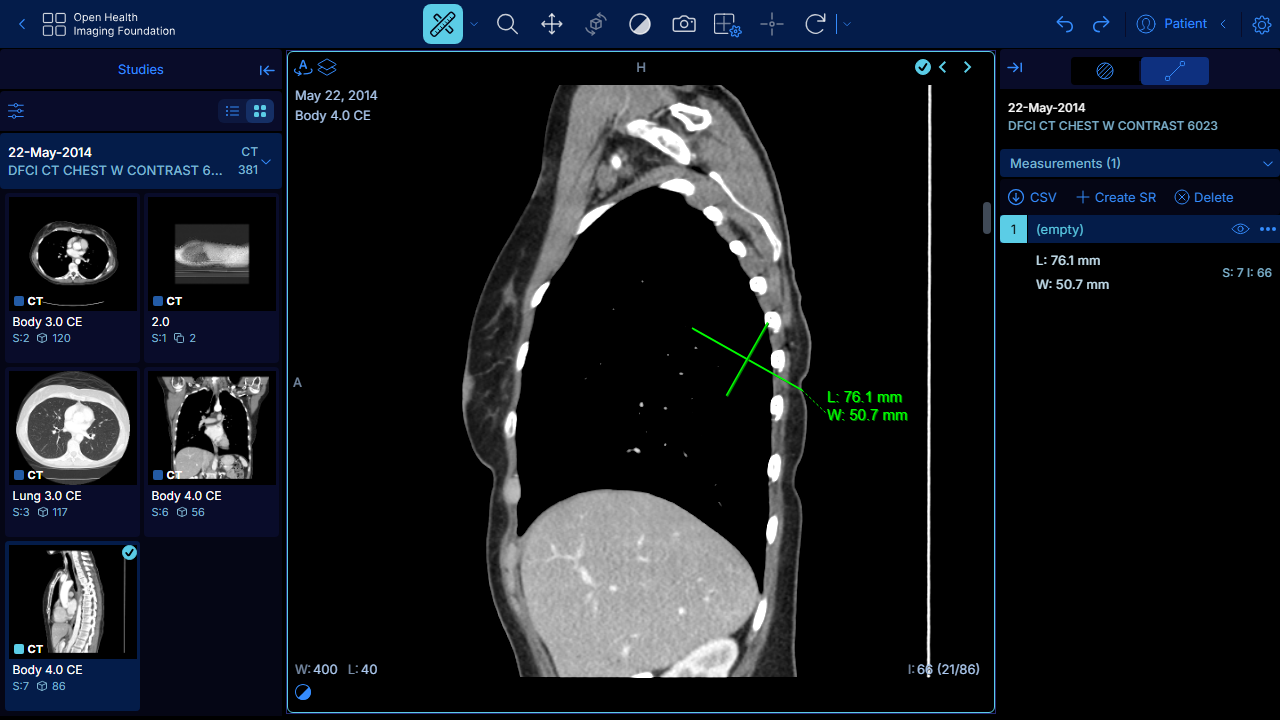 Open Health
Imaging Foundation
Patient
Studies
22-May-2014
DFCI CT CHEST W CONTRAST 6...
CT
381
CT
Body 3.0 CE
S:2 120
CT
2.0
S:1 2
CT
Lung 3.0 CE
S:3 117
CT
Body 4.0 CE
S:6 56
CT
Body 4.0 CE
S:7 86
A
H
May 22, 2014
Body 4.0 CE
A
L: 76.1 mm
W: 50.7 mm
W: 400 L: 40
I: 66 (21/86)
22-May-2014
DFCI CT CHEST W CONTRAST 6023
Measurements (1)
CSV
Create SR
Delete
1
(empty)
L: 76.1 mm
W: 50.7 mm
S: 7 I: 66